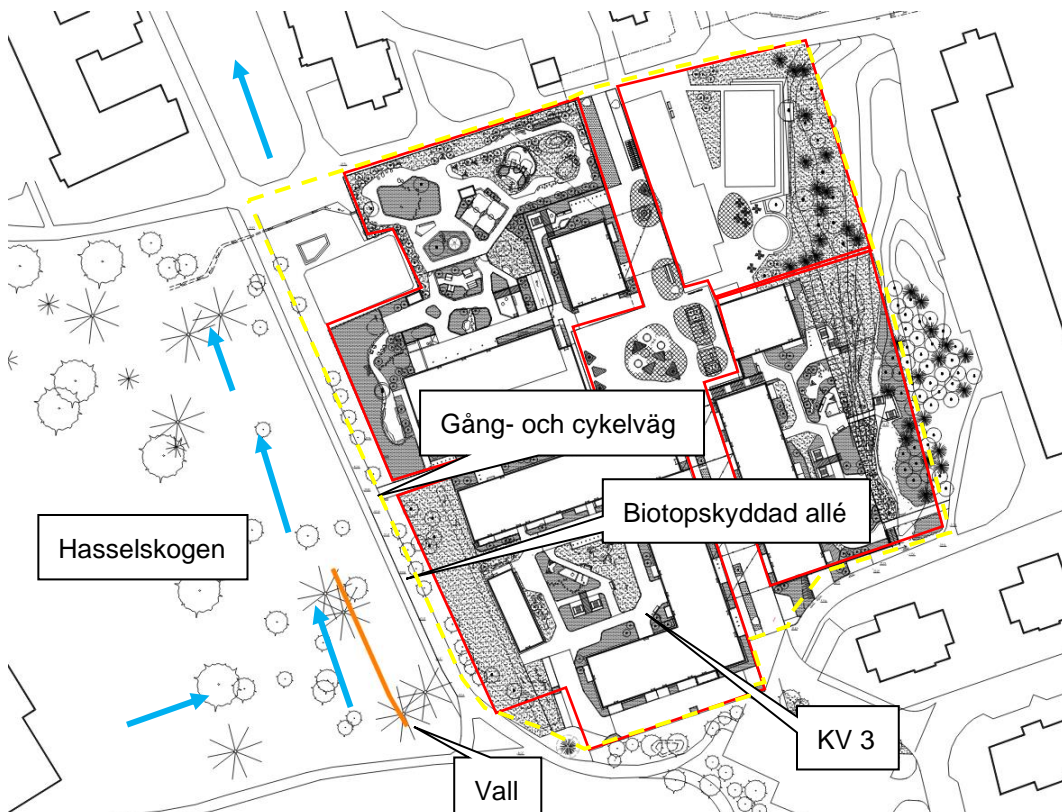 Gång- och cykelväg
Biotopskyddad allé
Hasselskogen
KV 3
Vall